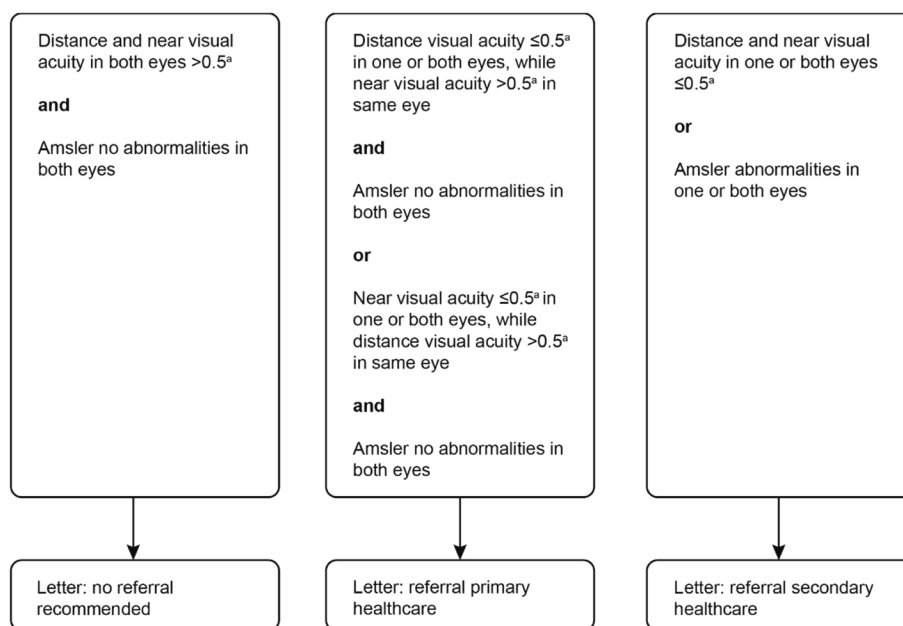 Distance and near visual
acuity in both eyes >0.5ᵃ
and
Amsler no abnormalities in
both eyes
Distance visual acuity ≤0.5ᵃ
in one or both eyes, while
near visual acuity >0.5ᵃ in
same eye
and
Amsler no abnormalities in
both eyes
or
Near visual acuity ≤0.5ᵃ in
one or both eyes, while
distance visual acuity >0.5ᵃ
in same eye
and
Amsler no abnormalities in
both eyes
Distance and near visual
acuity in one or both eyes
≤0.5ᵃ
or
Amsler abnormalities in
one or both eyes
Letter: no referral
recommended
Letter: referral primary
healthcare
Letter: referral secondary
healthcare